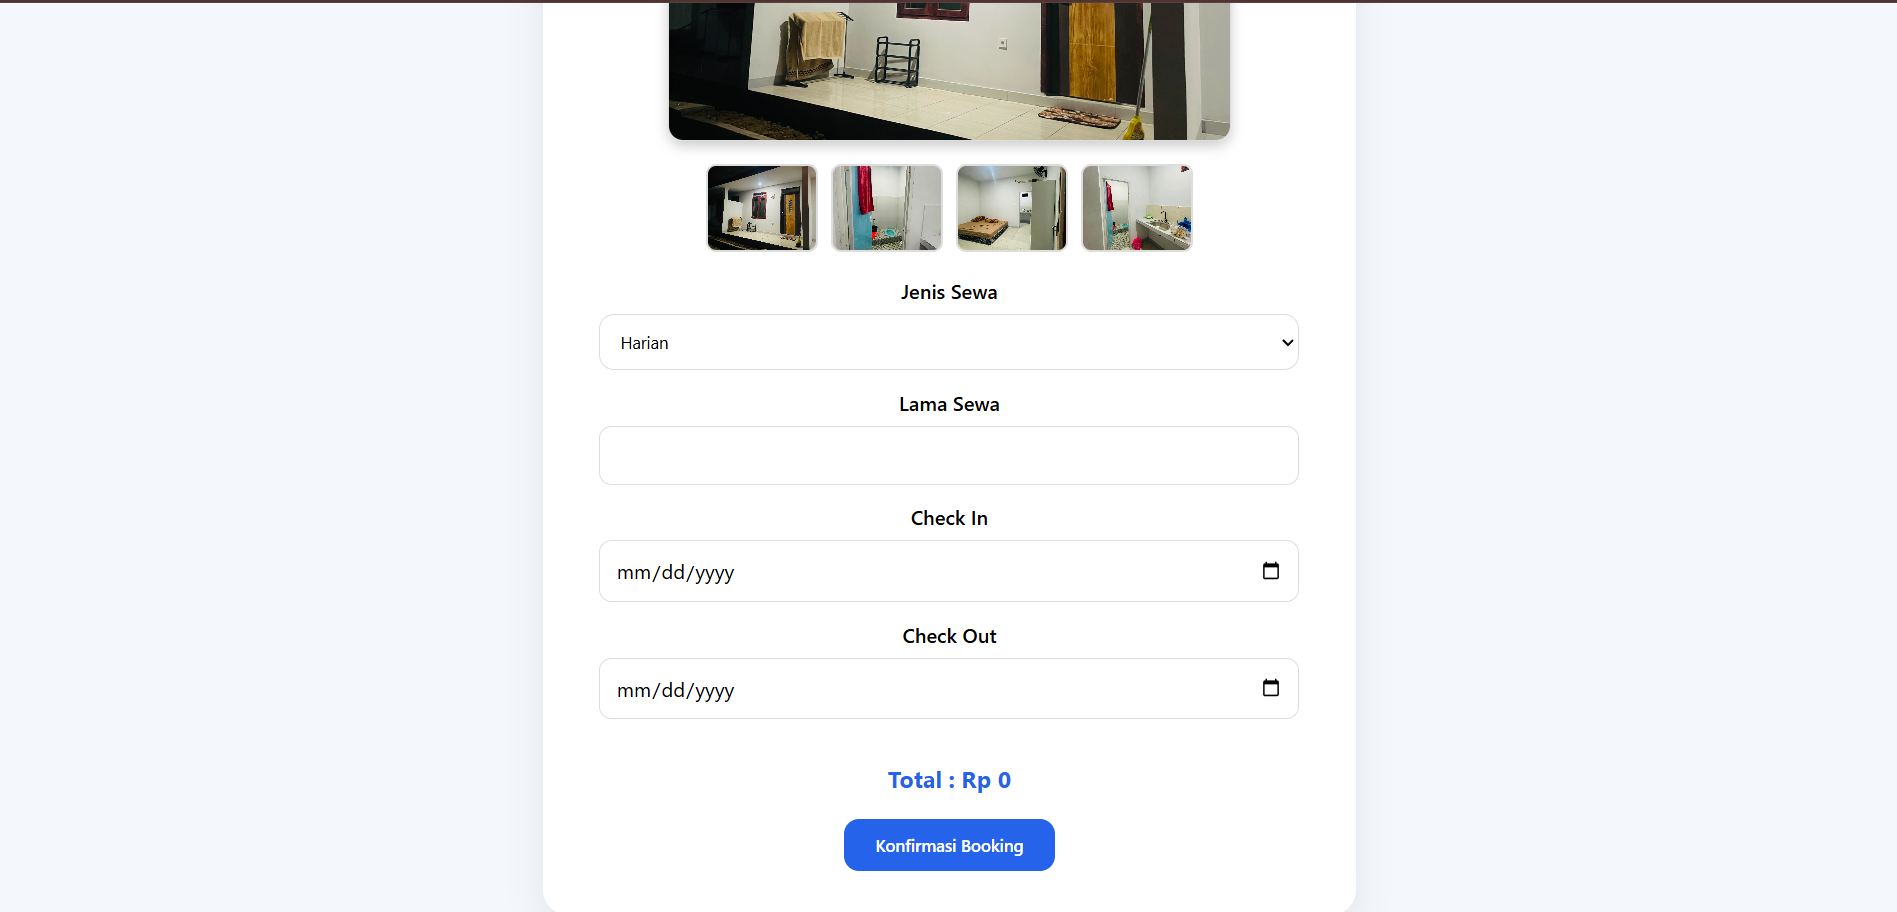 Jenis Sewa
Harian
Lama Sewa
Check In
mm/dd/yyyy
Check Out
mm/dd/yyyy
Total : Rp 0
Konfirmasi Booking